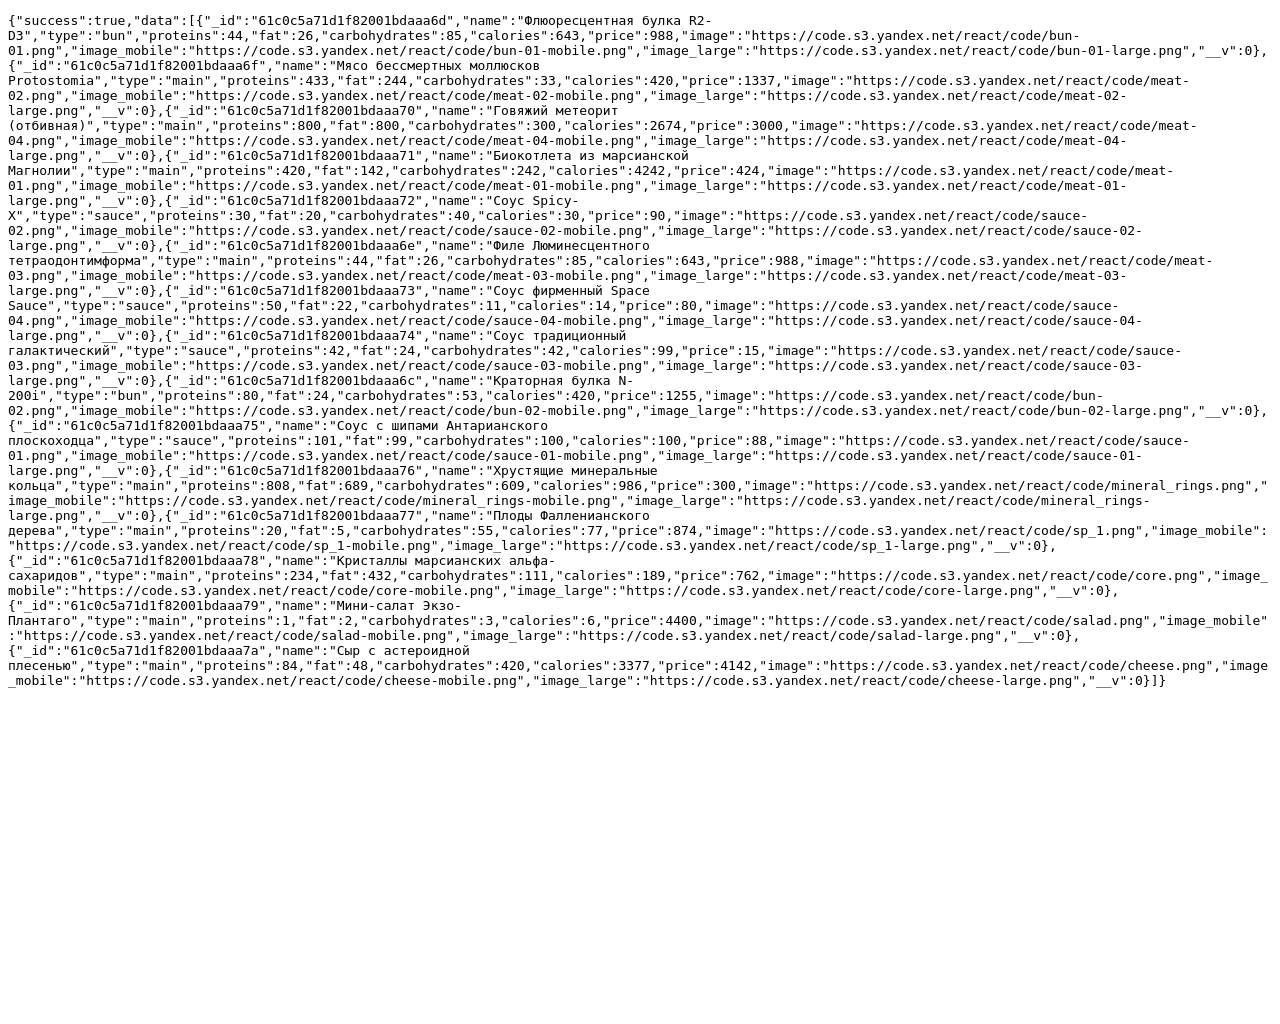 {"success":true,"data":[{"_id":"61c0c5a71d1f82001bdaaa6d","name":"Флюоресцентная булка R2-
D3","type":"bun","proteins":44,"fat":26,"carbohydrates":85,"calories":643,"price":988,"image":"https://code.s3.yandex.net/react/code/bun-
01.png","image_mobile":"https://code.s3.yandex.net/react/code/bun-01-mobile.png","image_large":"https://code.s3.yandex.net/react/code/bun-01-large.png","__v":0},
{"_id":"61c0c5a71d1f82001bdaaa6f","name":"Мясо бессмертных моллюсков
Protostomia","type":"main","proteins":433,"fat":244,"carbohydrates":33,"calories":420,"price":1337,"image":"https://code.s3.yandex.net/react/code/meat-
02.png","image_mobile":"https://code.s3.yandex.net/react/code/meat-02-mobile.png","image_large":"https://code.s3.yandex.net/react/code/meat-02-
large.png","__v":0},{"_id":"61c0c5a71d1f82001bdaaa70","name":"Говяжий метеорит
(отбивная)","type":"main","proteins":800,"fat":800,"carbohydrates":300,"calories":2674,"price":3000,"image":"https://code.s3.yandex.net/react/code/meat-
04.png","image_mobile":"https://code.s3.yandex.net/react/code/meat-04-mobile.png","image_large":"https://code.s3.yandex.net/react/code/meat-04-
large.png","__v":0},{"_id":"61c0c5a71d1f82001bdaaa71","name":"Биокотлета из марсианской
Магнолии","type":"main","proteins":420,"fat":142,"carbohydrates":242,"calories":4242,"price":424,"image":"https://code.s3.yandex.net/react/code/meat-
01.png","image_mobile":"https://code.s3.yandex.net/react/code/meat-01-mobile.png","image_large":"https://code.s3.yandex.net/react/code/meat-01-
large.png","__v":0},{"_id":"61c0c5a71d1f82001bdaaa72","name":"Соус Spicy-
X","type":"sauce","proteins":30,"fat":20,"carbohydrates":40,"calories":30,"price":90,"image":"https://code.s3.yandex.net/react/code/sauce-
02.png","image_mobile":"https://code.s3.yandex.net/react/code/sauce-02-mobile.png","image_large":"https://code.s3.yandex.net/react/code/sauce-02-
large.png","__v":0},{"_id":"61c0c5a71d1f82001bdaaa6e","name":"Филе Люминесцентного
тетраодонтимформа","type":"main","proteins":44,"fat":26,"carbohydrates":85,"calories":643,"price":988,"image":"https://code.s3.yandex.net/react/code/meat-
03.png","image_mobile":"https://code.s3.yandex.net/react/code/meat-03-mobile.png","image_large":"https://code.s3.yandex.net/react/code/meat-03-
large.png","__v":0},{"_id":"61c0c5a71d1f82001bdaaa73","name":"Соус фирменный Space
Sauce","type":"sauce","proteins":50,"fat":22,"carbohydrates":11,"calories":14,"price":80,"image":"https://code.s3.yandex.net/react/code/sauce-
04.png","image_mobile":"https://code.s3.yandex.net/react/code/sauce-04-mobile.png","image_large":"https://code.s3.yandex.net/react/code/sauce-04-
large.png","__v":0},{"_id":"61c0c5a71d1f82001bdaaa74","name":"Соус традиционный
галактический","type":"sauce","proteins":42,"fat":24,"carbohydrates":42,"calories":99,"price":15,"image":"https://code.s3.yandex.net/react/code/sauce-
03.png","image_mobile":"https://code.s3.yandex.net/react/code/sauce-03-mobile.png","image_large":"https://code.s3.yandex.net/react/code/sauce-03-
large.png","__v":0},{"_id":"61c0c5a71d1f82001bdaaa6c","name":"Краторная булка N-
200i","type":"bun","proteins":80,"fat":24,"carbohydrates":53,"calories":420,"price":1255,"image":"https://code.s3.yandex.net/react/code/bun-
02.png","image_mobile":"https://code.s3.yandex.net/react/code/bun-02-mobile.png","image_large":"https://code.s3.yandex.net/react/code/bun-02-large.png","__v":0},
{"_id":"61c0c5a71d1f82001bdaaa75","name":"Соус с шипами Антарианского
плоскоходца","type":"sauce","proteins":101,"fat":99,"carbohydrates":100,"calories":100,"price":88,"image":"https://code.s3.yandex.net/react/code/sauce-
01.png","image_mobile":"https://code.s3.yandex.net/react/code/sauce-01-mobile.png","image_large":"https://code.s3.yandex.net/react/code/sauce-01-
large.png","__v":0},{"_id":"61c0c5a71d1f82001bdaaa76","name":"Хрустящие минеральные
кольца","type":"main","proteins":808,"fat":689,"carbohydrates":609,"calories":986,"price":300,"image":"https://code.s3.yandex.net/react/code/mineral_rings.png","
image_mobile":"https://code.s3.yandex.net/react/code/mineral_rings-mobile.png","image_large":"https://code.s3.yandex.net/react/code/mineral_rings-
large.png","__v":0},{"_id":"61c0c5a71d1f82001bdaaa77","name":"Плоды Фалленианского
дерева","type":"main","proteins":20,"fat":5,"carbohydrates":55,"calories":77,"price":874,"image":"https://code.s3.yandex.net/react/code/sp_1.png","image_mobile":
"https://code.s3.yandex.net/react/code/sp_1-mobile.png","image_large":"https://code.s3.yandex.net/react/code/sp_1-large.png","__v":0},
{"_id":"61c0c5a71d1f82001bdaaa78","name":"Кристаллы марсианских альфа-
сахаридов","type":"main","proteins":234,"fat":432,"carbohydrates":111,"calories":189,"price":762,"image":"https://code.s3.yandex.net/react/code/core.png","image_
mobile":"https://code.s3.yandex.net/react/code/core-mobile.png","image_large":"https://code.s3.yandex.net/react/code/core-large.png","__v":0},
{"_id":"61c0c5a71d1f82001bdaaa79","name":"Мини-салат Экзо-
Плантаго","type":"main","proteins":1,"fat":2,"carbohydrates":3,"calories":6,"price":4400,"image":"https://code.s3.yandex.net/react/code/salad.png","image_mobile"
:"https://code.s3.yandex.net/react/code/salad-mobile.png","image_large":"https://code.s3.yandex.net/react/code/salad-large.png","__v":0},
{"_id":"61c0c5a71d1f82001bdaaa7a","name":"Сыр с астероидной
плесенью","type":"main","proteins":84,"fat":48,"carbohydrates":420,"calories":3377,"price":4142,"image":"https://code.s3.yandex.net/react/code/cheese.png","image
_mobile":"https://code.s3.yandex.net/react/code/cheese-mobile.png","image_large":"https://code.s3.yandex.net/react/code/cheese-large.png","__v":0}]}